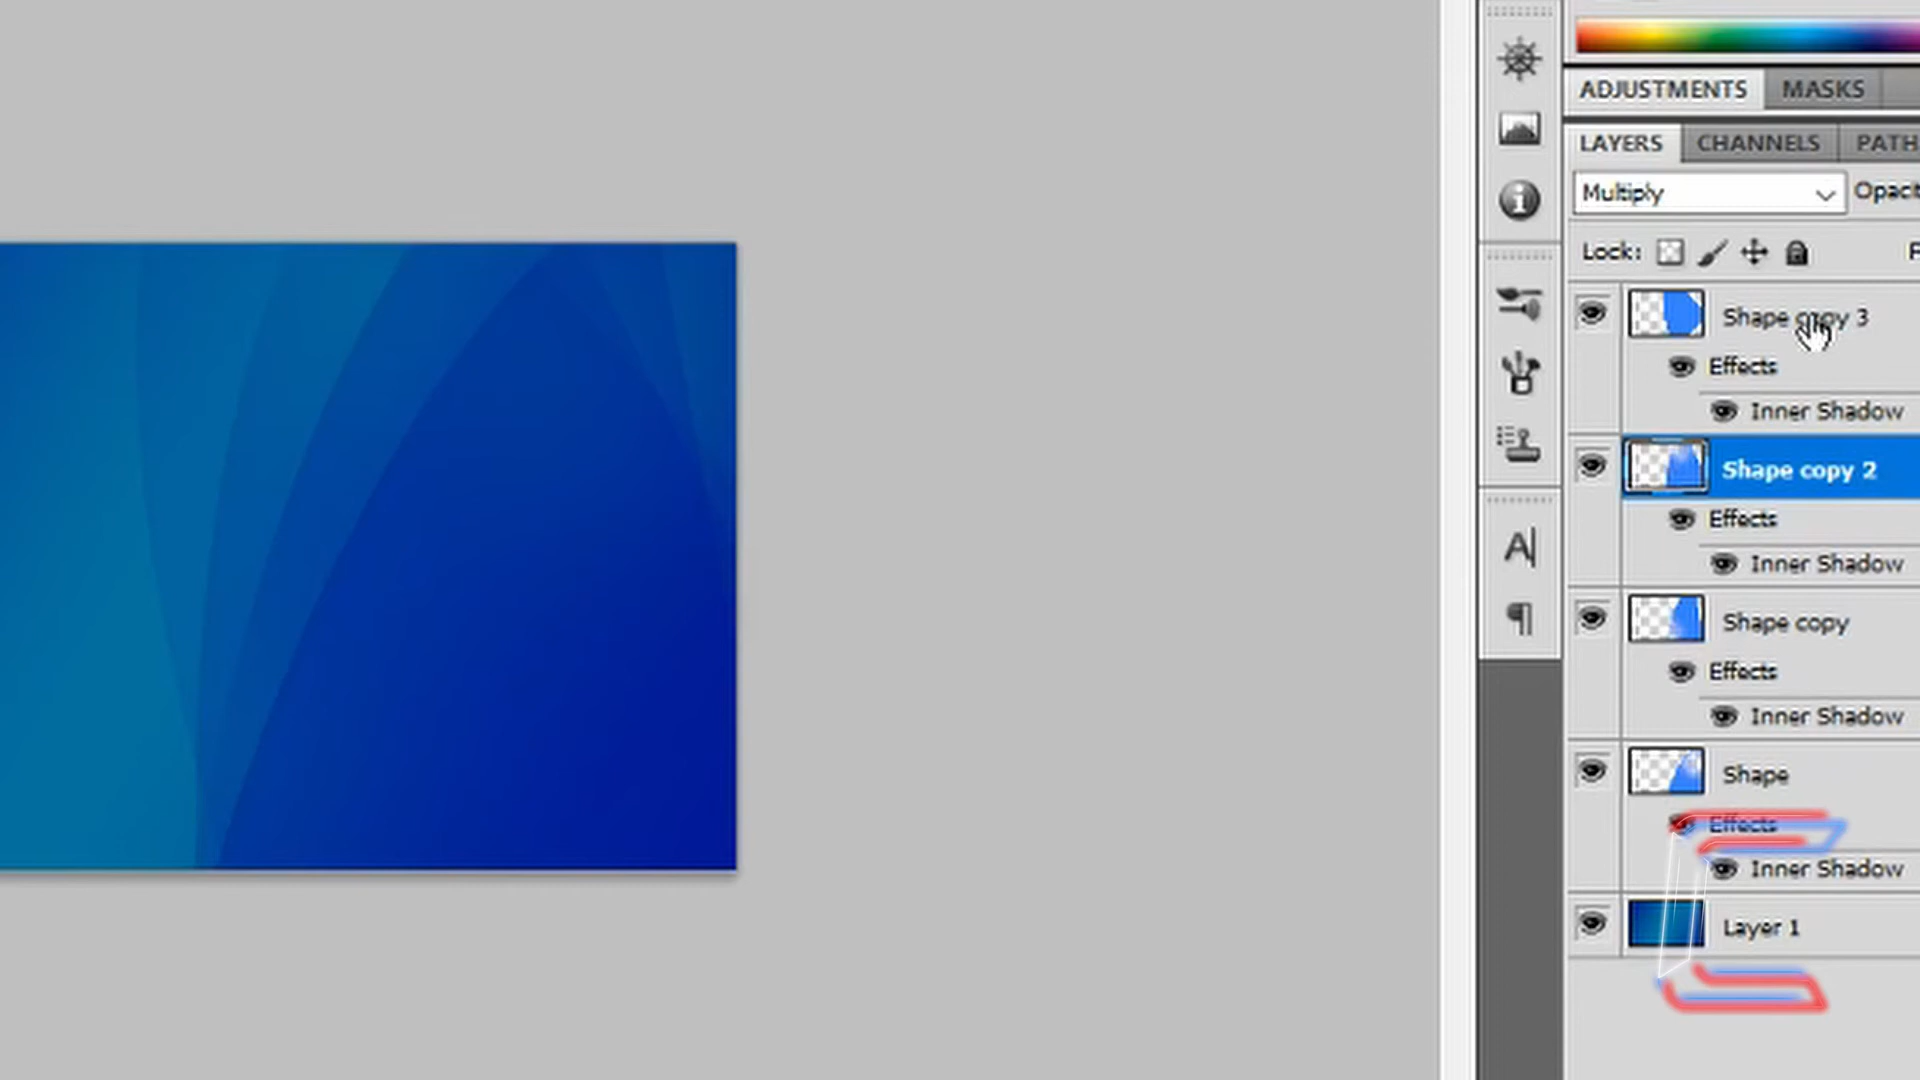 ADJUSTMENTS MASKS
LAYERS CHANNELS PATH
Multiply Opacit
Lock: F
Shape copy 3
Effects
Inner Shadow
Shape copy 2
Effects
Inner Shadow
Shape copy
Effects
Inner Shadow
Shape
Effects
Inner Shadow
Layer 1